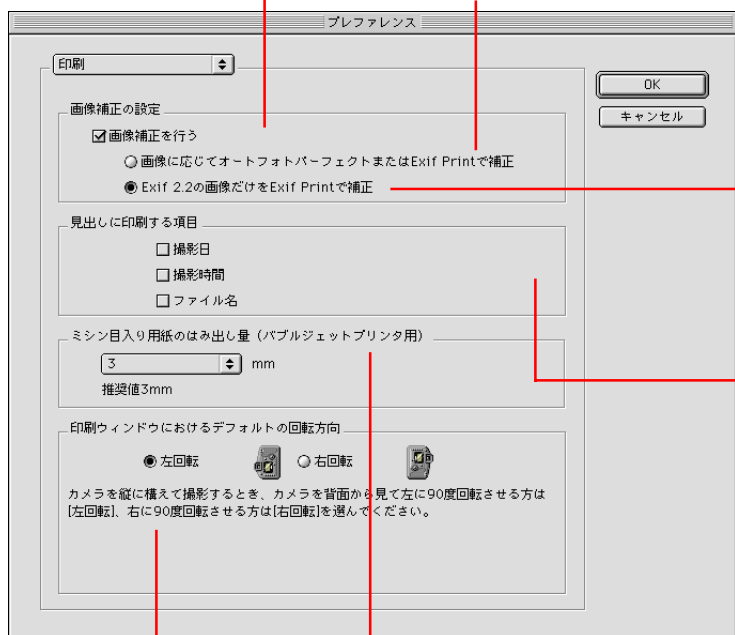 プレファレンス
印刷
OK
キャンセル
画像補正の設定
画像補正を行う
画像に応じてオートフォトパーフェクトまたはExif Printで補正
Exif 2.2の画像だけをExif Printで補正
見出しに印刷する項目
撮影日
撮影時間
ファイル名
ミシン目入り用紙のはみ出し量（バブルジェットプリンタ用）
3 mm
推奨値3mm
印刷ウィンドウにおけるデフォルトの回転方向
左回転 右回転
カメラを縦に構えて撮影するとき、カメラを背面から見て左に90度回転させる方は
[左回転]、右に90度回転させる方は[右回転]を選んでください。